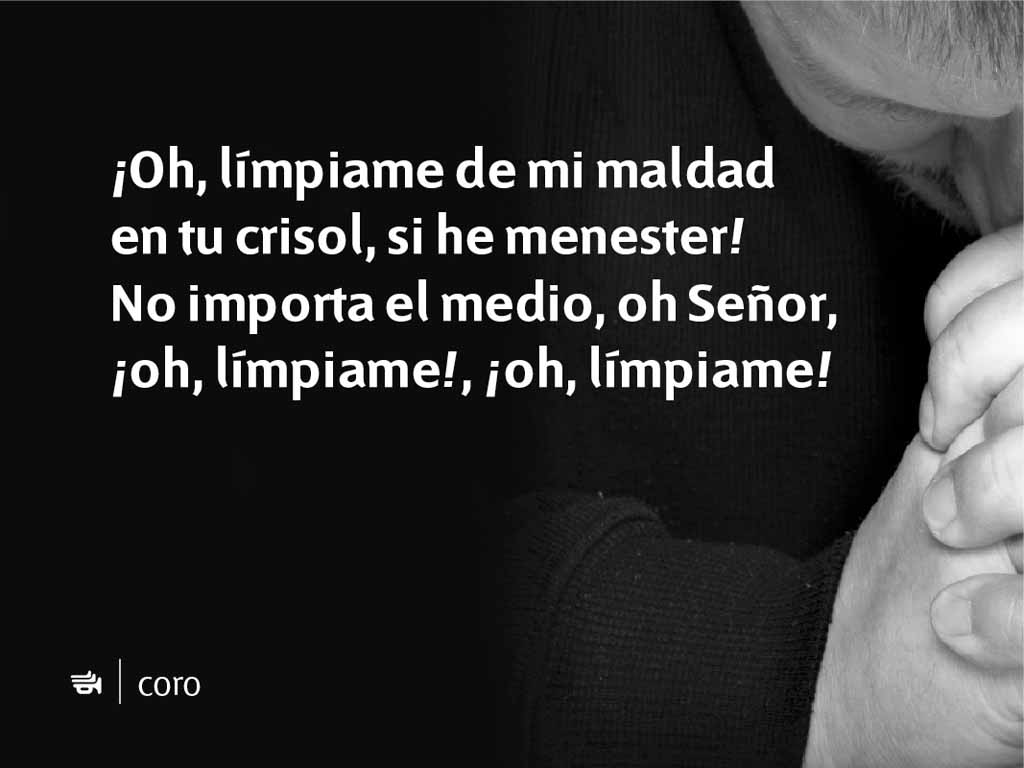 ¡Oh, límpiame de mi maldad
en tu crisol, si he menester!
No importa el medio, oh Señor,
¡oh, límpiame!, ¡oh, límpiame!
coro